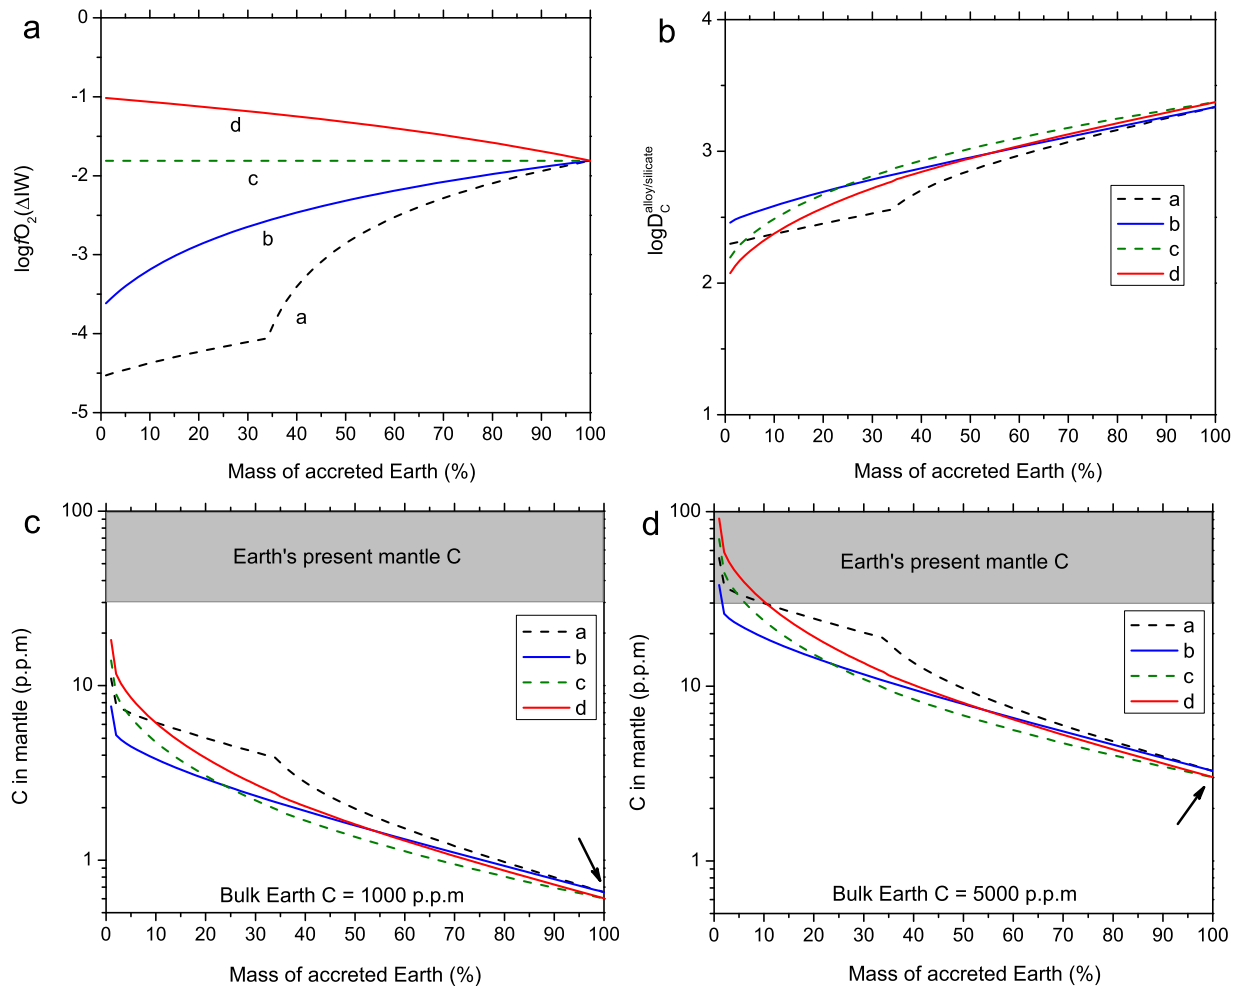 a
0
-1
-2
-3
-4
-5
logfO2(ΔIW)
d
c
b
a
0 10 20 30 40 50 60 70 80 90 100
Mass of accreted Earth (%)
b
4
3
2
1
logD_C^alloy/silicate
a
b
c
d
0 10 20 30 40 50 60 70 80 90 100
Mass of accreted Earth (%)
c
100
10
1
C in mantle (p.p.m)
Earth's present mantle C
a
b
c
d
Bulk Earth C = 1000 p.p.m
0 10 20 30 40 50 60 70 80 90 100
Mass of accreted Earth (%)
d
100
10
1
C in mantle (p.p.m)
Earth's present mantle C
a
b
c
d
Bulk Earth C = 5000 p.p.m
0 10 20 30 40 50 60 70 80 90 100
Mass of accreted Earth (%)